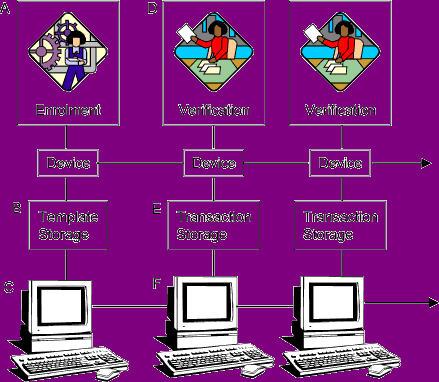 A
D
Enrolment
Verification
Verification
Device
Device
Device
B
Template
Storage
E
Transaction
Storage
Transaction
Storage
C
F